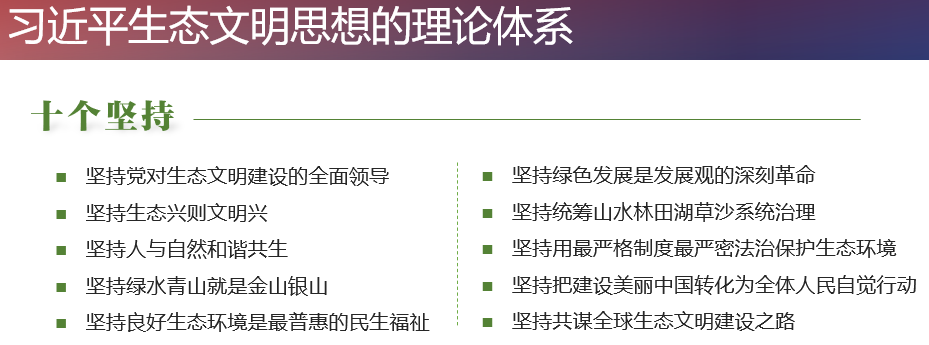 习近平生态文明思想的理论体系
十个坚持
坚持党对生态文明建设的全面领导
坚持生态兴则文明兴
坚持人与自然和谐共生
坚持绿水青山就是金山银山
坚持良好生态环境是最普惠的民生福祉
坚持绿色发展是发展观的深刻革命
坚持统筹山水林田湖草沙系统治理
坚持用最严格制度最严密法治保护生态环境
坚持把建设美丽中国转化为全体人民自觉行动
坚持共谋全球生态文明建设之路